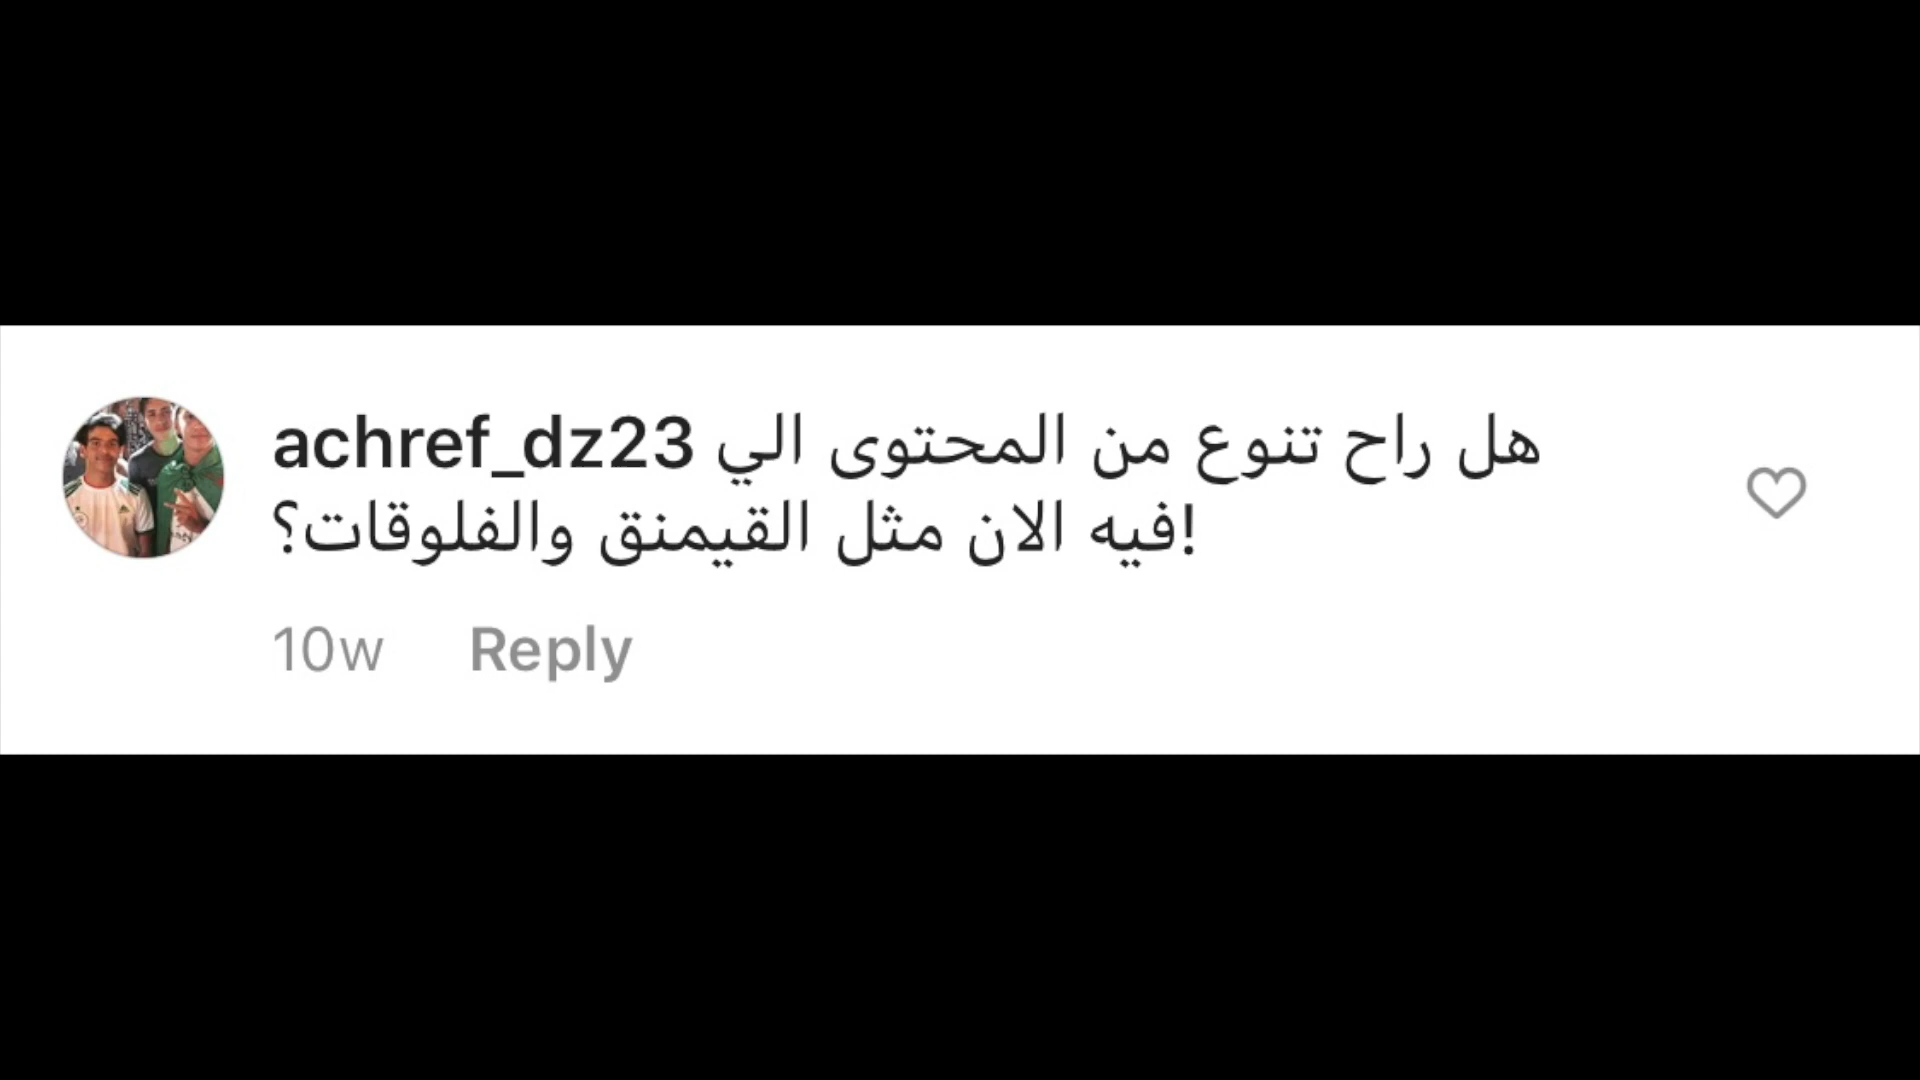 achref_dz23 هل راح تنوع من المحتوى الي
فيه الان مثل القيمنق والفلوقات؟!
10w Reply